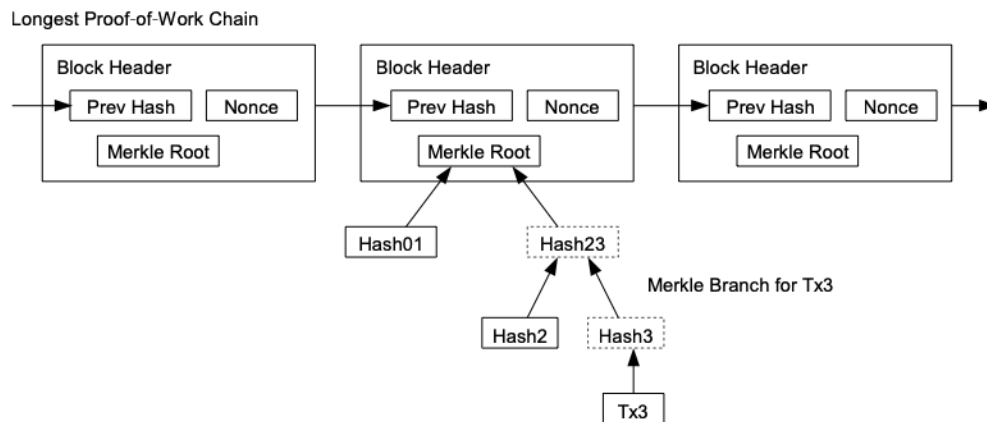 Longest Proof-of-Work Chain
Block Header
Prev Hash
Nonce
Merkle Root
Block Header
Prev Hash
Nonce
Merkle Root
Block Header
Prev Hash
Nonce
Merkle Root
Hash01
Hash23
Merkle Branch for Tx3
Hash2
Hash3
Tx3